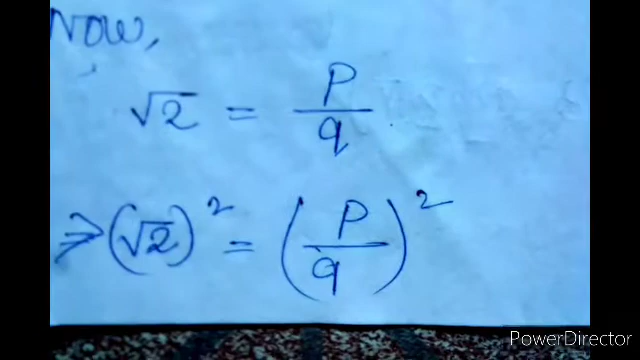 Now,
√2 = P/q
⇒ (√2)² = (P/q)²
PowerDirector